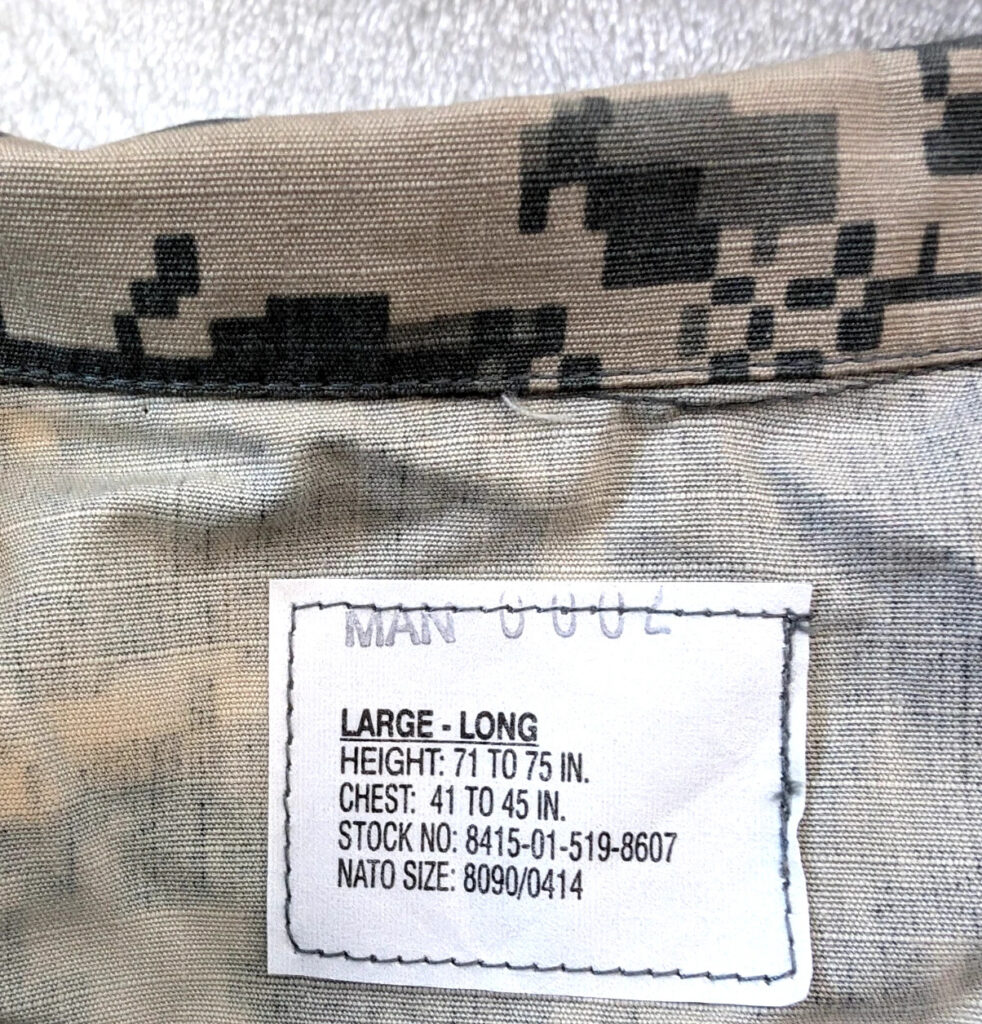 MAN 0002
LARGE - LONG
HEIGHT: 71 TO 75 IN.
CHEST: 41 TO 45 IN.
STOCK NO: 8415-01-519-8607
NATO SIZE: 8090/0414